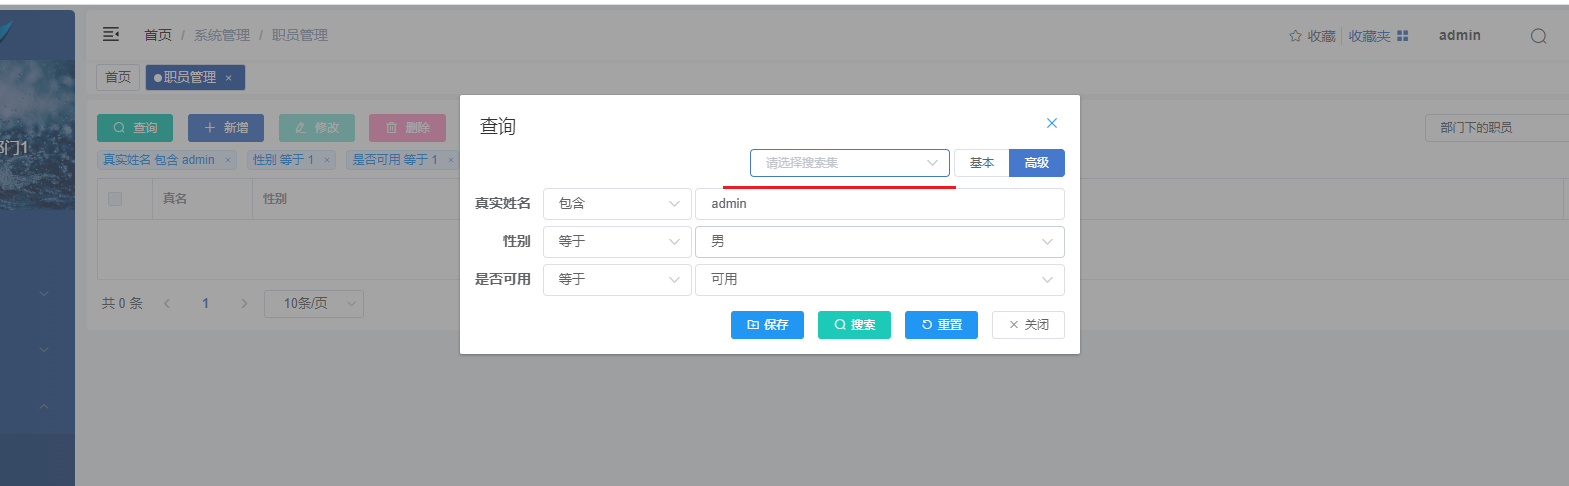 首页 / 系统管理 / 职员管理
收藏 收藏夹 admin
首页 职员管理 ×
查询 新增 修改 删除
部门下的职员
真实姓名 包含 admin × 性别 等于 1 × 是否可用 等于 1 ×
真名 性别
共 0 条 1 10条/页
部门1
查询
请选择搜索集 基本 高级
真实姓名 包含 admin
性别 等于 男
是否可用 等于 可用
保存 搜索 重置 关闭